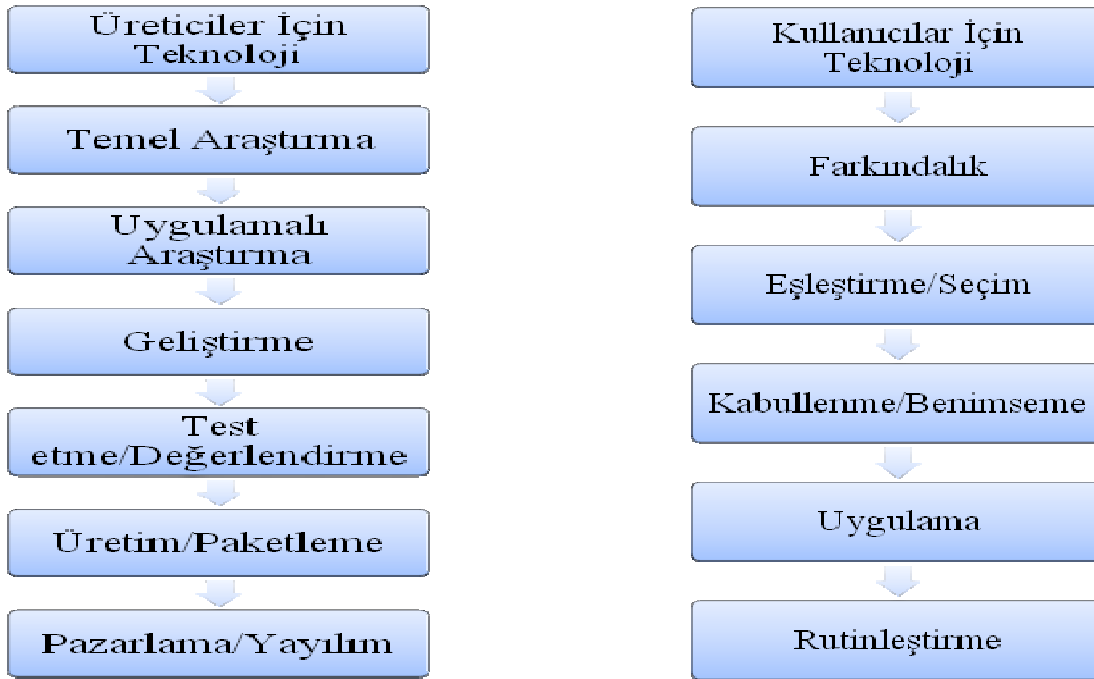 Üreticiler İçin
Teknoloji
Temel Araştırma
Uygulamalı
Araştırma
Geliştirme
Test
etme/Değerlendirme
Üretim/Paketleme
Pazarlama/Yayılım
Kullanıcılar İçin
Teknoloji
Farkındalık
Eşleştirme/Seçim
Kabullenme/Benimseme
Uygulama
Rutinleştirme